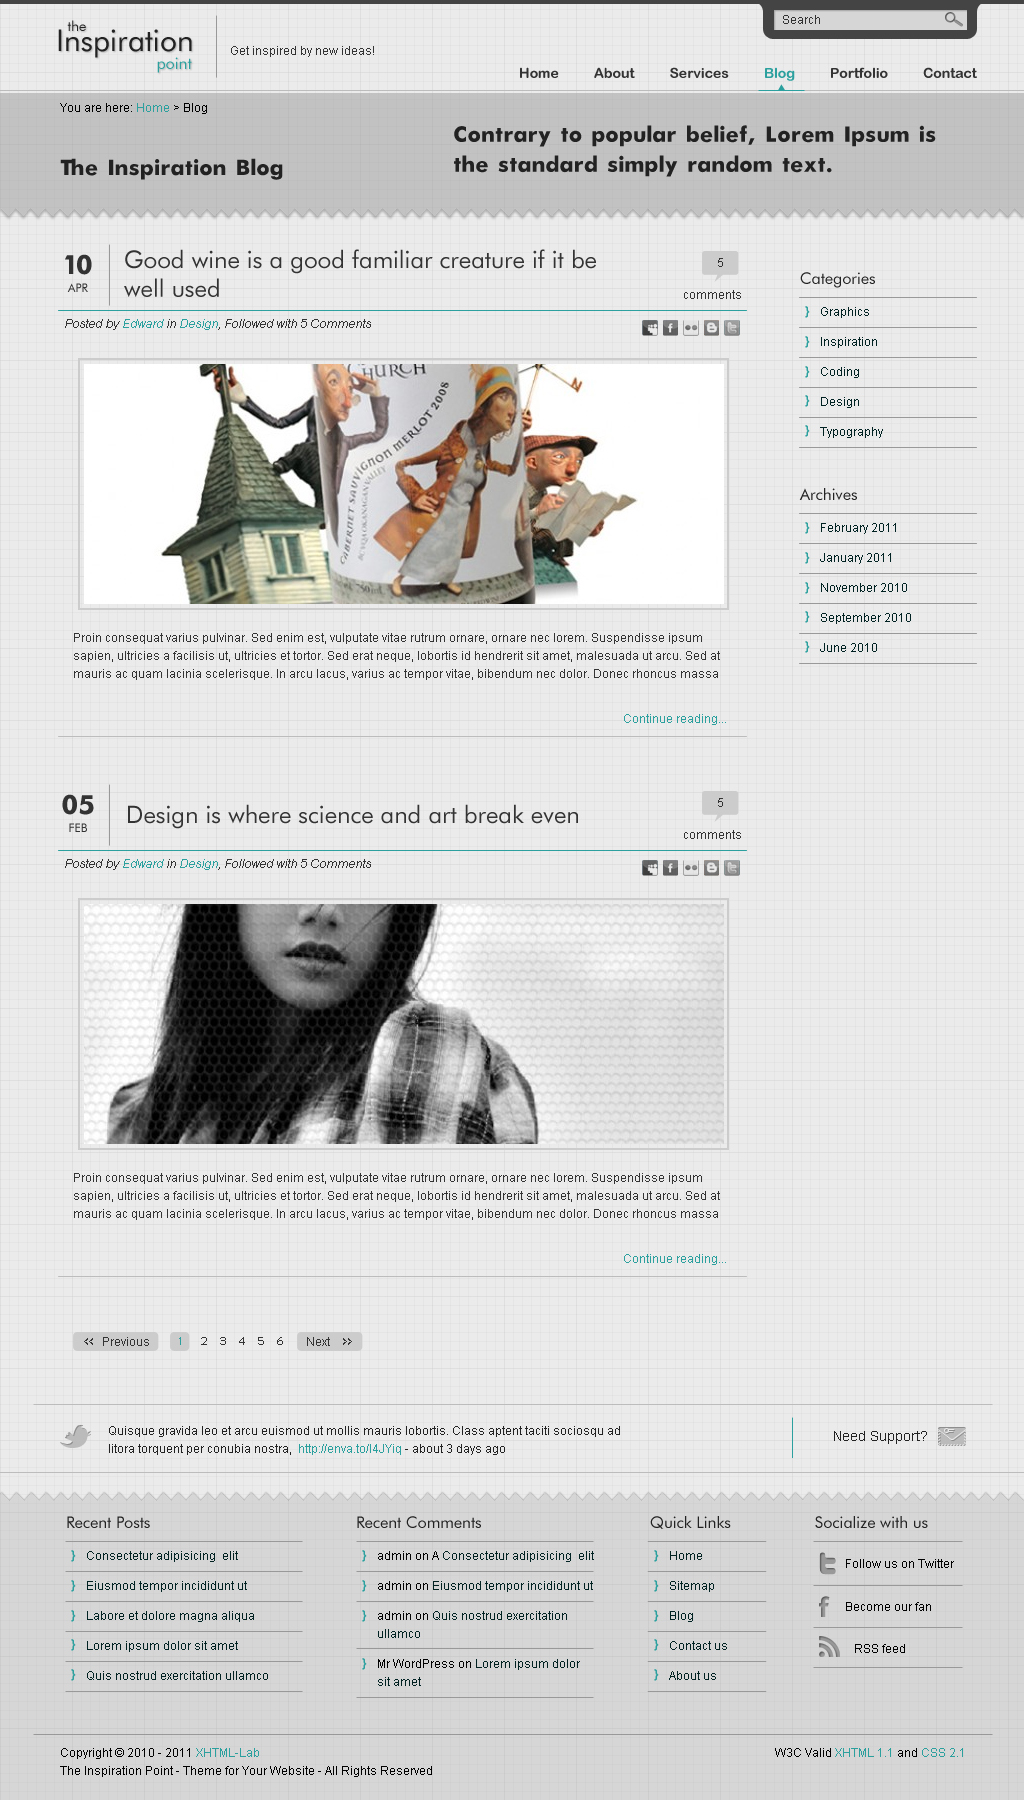 the
Inspiration
point
Get inspired by new ideas!
Search
Home About Services Blog Portfolio Contact
You are here: Home > Blog
The Inspiration Blog
Contrary to popular belief, Lorem Ipsum is
the standard simply random text.
10
APR
Good wine is a good familiar creature if it be
well used
5
comments
Posted by Edward in Design, Followed with 5 Comments
CHURCH
CABERNET SAUVIGNON MERLOT 2008
Proin consequat varius pulvinar. Sed enim est, vulputate vitae rutrum ornare, ornare nec lorem. Suspendisse ipsum
sapien, ultricies a facilisis ut, ultricies et tortor. Sed erat neque, lobortis id hendrerit sit amet, malesuada ut arcu. Sed at
mauris ac quam lacinia scelerisque. In arcu lacus, varius ac tempor vitae, bibendum nec dolor. Donec rhoncus massa
Continue reading...
Categories
Graphics
Inspiration
Coding
Design
Typography
Archives
February 2011
January 2011
November 2010
September 2010
June 2010
05
FEB
Design is where science and art break even
5
comments
Posted by Edward in Design, Followed with 5 Comments
Proin consequat varius pulvinar. Sed enim est, vulputate vitae rutrum ornare, ornare nec lorem. Suspendisse ipsum
sapien, ultricies a facilisis ut, ultricies et tortor. Sed erat neque, lobortis id hendrerit sit amet, malesuada ut arcu. Sed at
mauris ac quam lacinia scelerisque. In arcu lacus, varius ac tempor vitae, bibendum nec dolor. Donec rhoncus massa
Continue reading...
<< Previous 1 2 3 4 5 6 Next >>
Quisque gravida leo et arcu euismod ut mollis mauris lobortis. Class aptent taciti sociosqu ad
litora torquent per conubia nostra, http://enva.to/I4JYiq - about 3 days ago
Need Support?
Recent Posts
Consectetur adipisicing elit
Eiusmod tempor incididunt ut
Labore et dolore magna aliqua
Lorem ipsum dolor sit amet
Quis nostrud exercitation ullamco
Recent Comments
admin on A Consectetur adipisicing elit
admin on Eiusmod tempor incididunt ut
admin on Quis nostrud exercitation
ullamco
Mr WordPress on Lorem ipsum dolor
sit amet
Quick Links
Home
Sitemap
Blog
Contact us
About us
Socialize with us
Follow us on Twitter
Become our fan
RSS feed
Copyright © 2010 - 2011 XHTML-Lab
The Inspiration Point - Theme for Your Website - All Rights Reserved
W3C Valid XHTML 1.1 and CSS 2.1